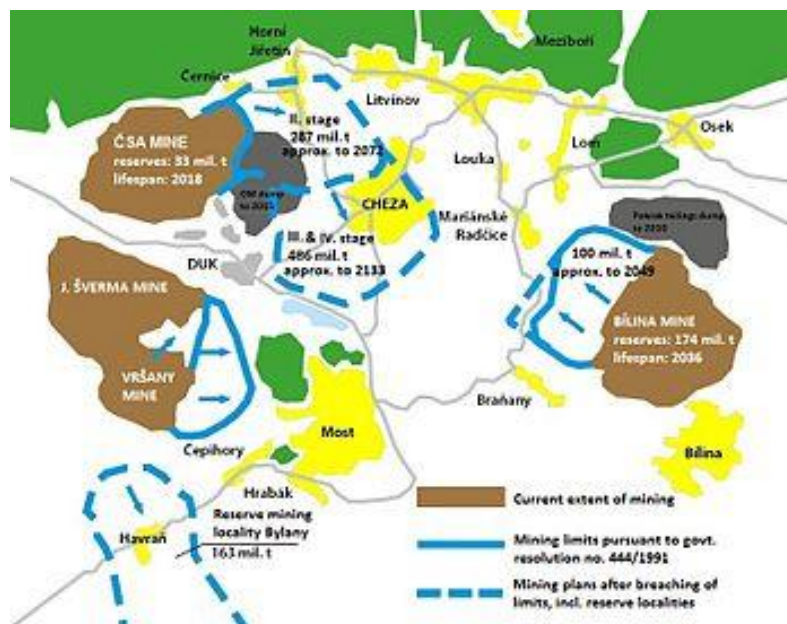 Horní
Jiřetín
Meziboří
Černice
Litvínov
II. stage
287 mil. t
approx. to 2072
ČSA MINE
reserves: 33 mil. t
lifespan: 2018
Osek
Lom
Louka
CHEZA
Mariánské
Radčice
III. & IV. stage
486 mil. t
approx. to 2133
DUK
100 mil. t
approx. to 2049
J. ŠVERMA MINE
BÍLINA MINE
reserves: 174 mil. t
lifespan: 2036
VRŠANY
MINE
Braňany
Most
Čepihory
Bílina
Hrabák
Reserve mining
locality Bylany
163 mil. t
Havraň
Current extent of mining
Mining limits pursuant to govt.
resolution no. 444/1991
Mining plans after breaching of
limits, incl. reserve localities